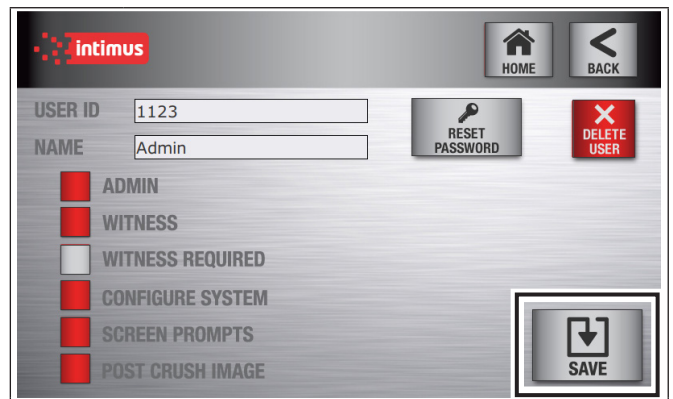 intimus
HOME
BACK
USER ID
1123
RESET
PASSWORD
DELETE
USER
NAME
Admin
ADMIN
WITNESS
WITNESS REQUIRED
CONFIGURE SYSTEM
SCREEN PROMPTS
POST CRUSH IMAGE
SAVE